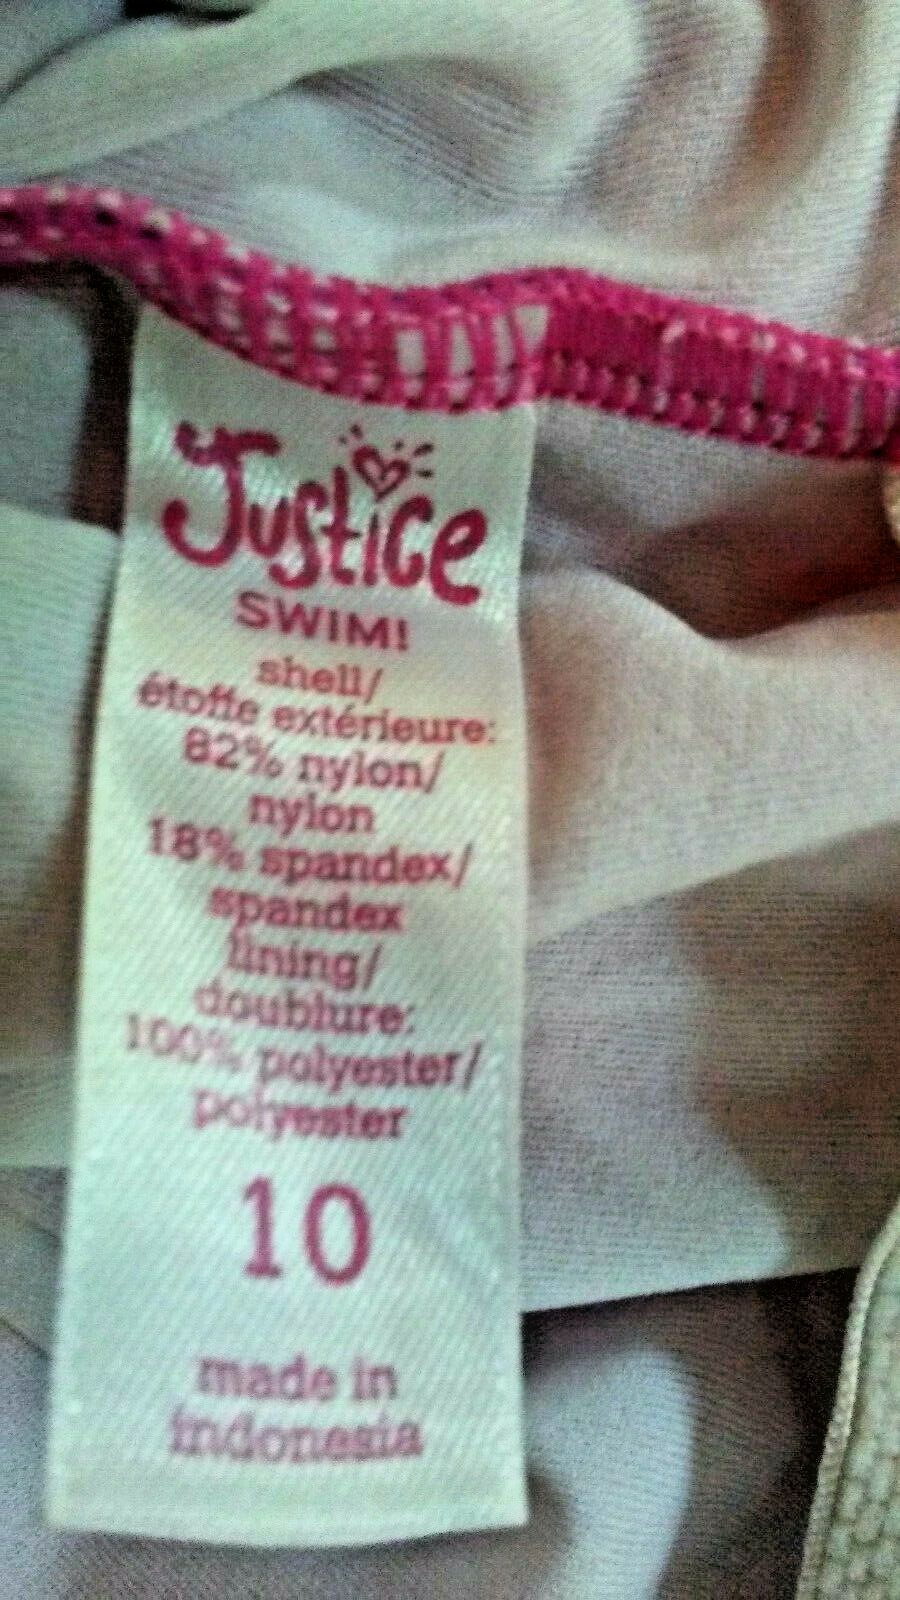 Justice
SWIM!
shell/
étoffe extérieure:
82% nylon/
nylon
18% spandex/
spandex
lining/
doublure:
100% polyester/
polyester
10
made in
indonesia